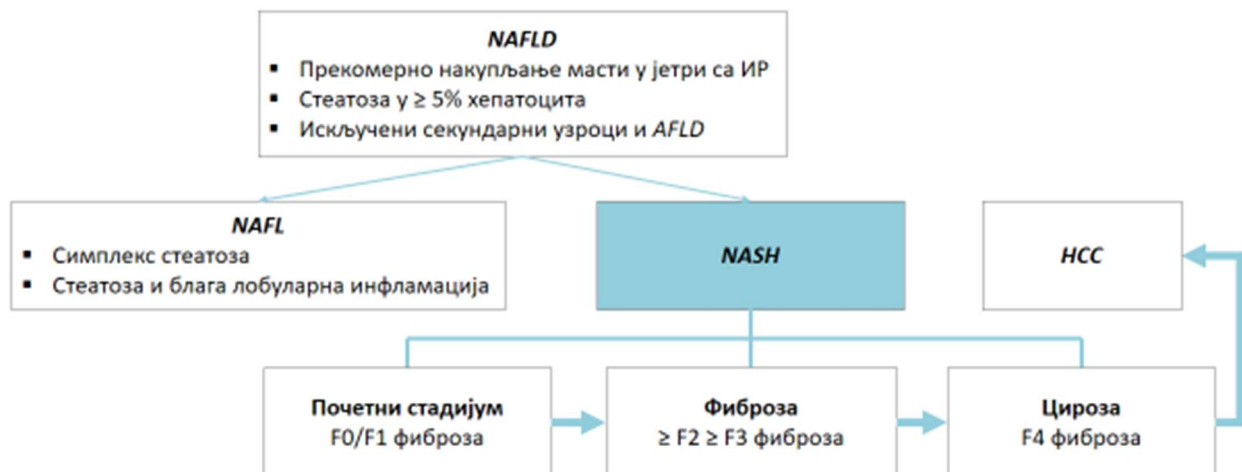 NAFLD
▪ Прекомерно накупљање масти у јетри са ИР
▪ Стеатоза у ≥ 5% хепатоцита
▪ Искључени секундарни узроци и AFLD
NAFL
▪ Симплекс стеатоза
▪ Стеатоза и блага лобуларна инфламација
NASH
HCC
Почетни стадијум
F0/F1 фиброза
Фиброза
≥ F2 ≥ F3 фиброза
Цироза
F4 фиброза